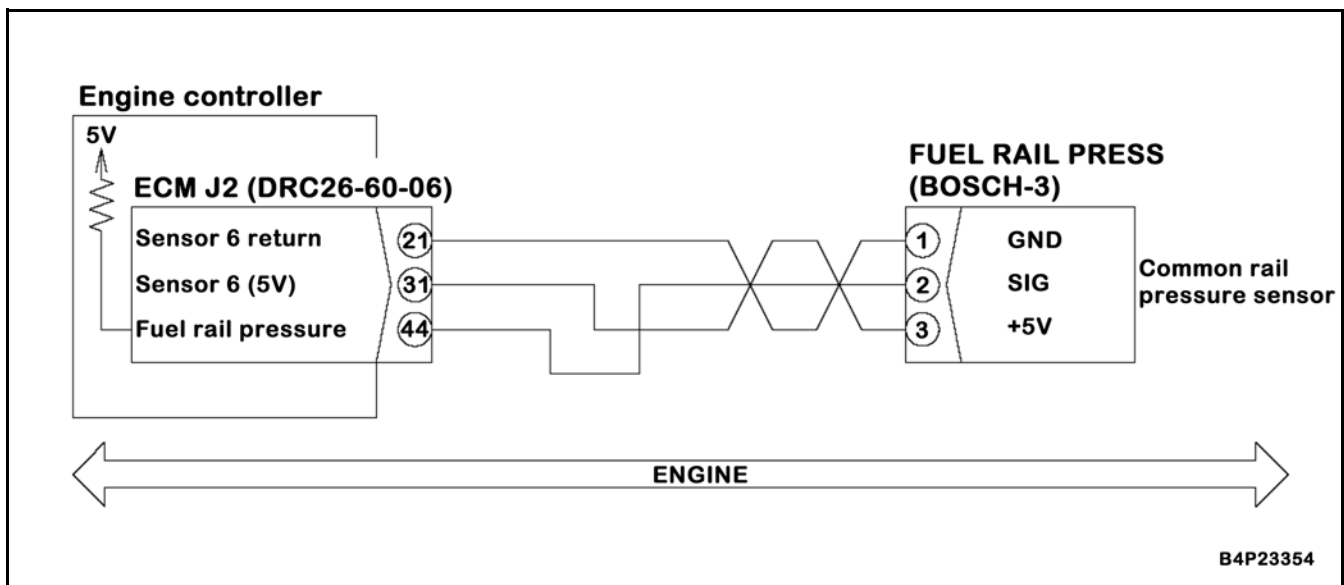 Engine controller
5V
ECM J2 (DRC26-60-06)
Sensor 6 return
21
Sensor 6 (5V)
31
Fuel rail pressure
44
FUEL RAIL PRESS
(BOSCH-3)
1
GND
2
SIG
3
+5V
Common rail
pressure sensor
ENGINE
B4P23354